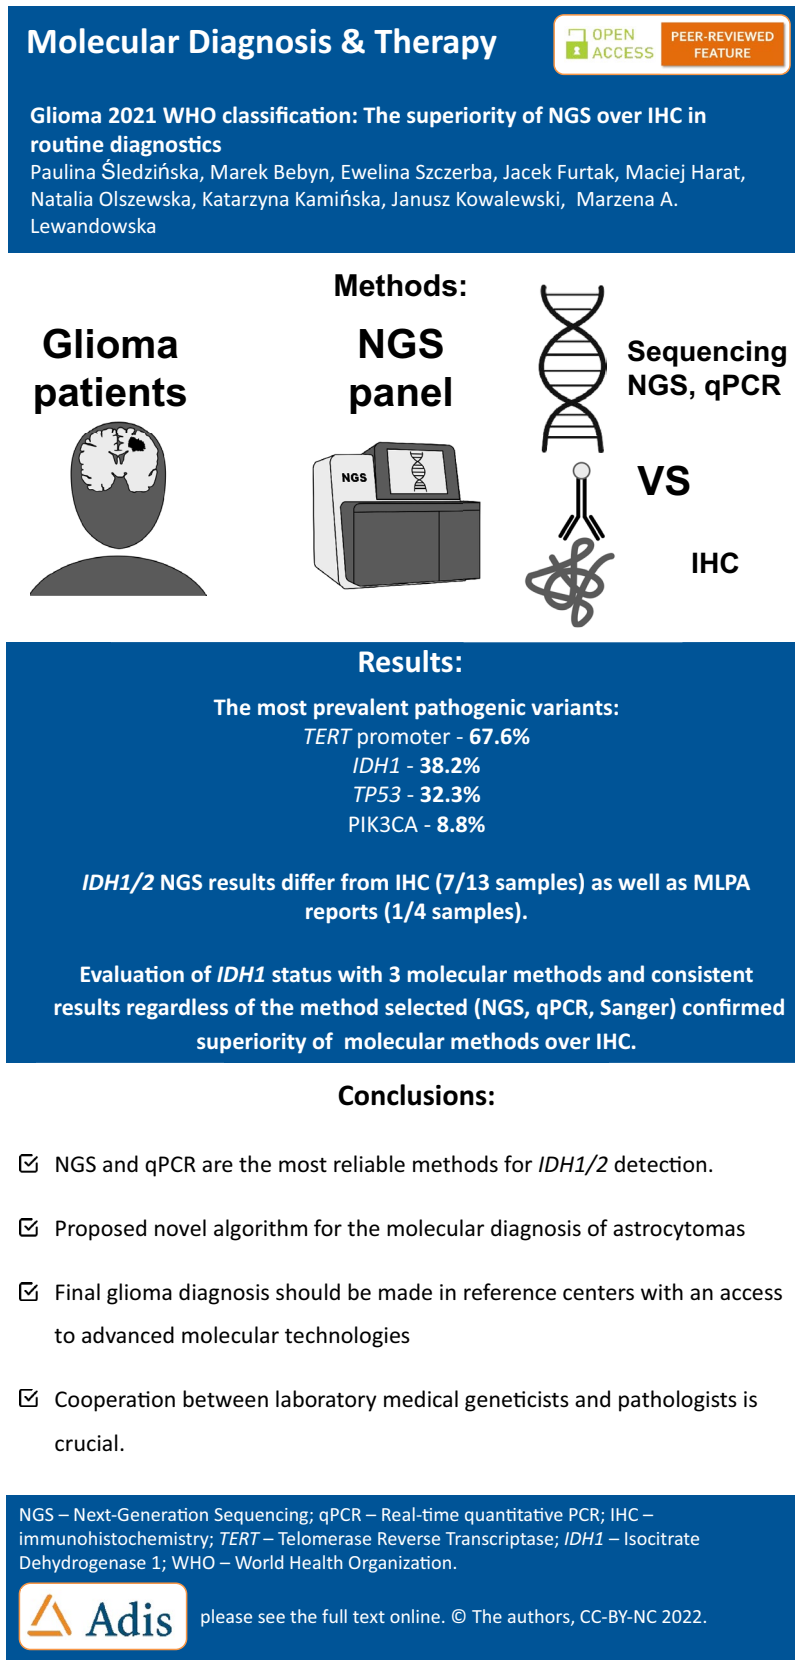 Molecular Diagnosis & Therapy
OPEN ACCESS
PEER-REVIEWED FEATURE
Glioma 2021 WHO classification: The superiority of NGS over IHC in
routine diagnostics
Paulina Śledzińska, Marek Bebyn, Ewelina Szczerba, Jacek Furtak, Maciej Harat,
Natalia Olszewska, Katarzyna Kamińska, Janusz Kowalewski, Marzena A.
Lewandowska
Methods:
Glioma
patients
NGS
panel
NGS
Sequencing
NGS, qPCR
VS
IHC
Results:
The most prevalent pathogenic variants:
TERT promoter - 67.6%
IDH1 - 38.2%
TP53 - 32.3%
PIK3CA - 8.8%
IDH1/2 NGS results differ from IHC (7/13 samples) as well as MLPA
reports (1/4 samples).
Evaluation of IDH1 status with 3 molecular methods and consistent
results regardless of the method selected (NGS, qPCR, Sanger) confirmed
superiority of molecular methods over IHC.
Conclusions:
NGS and qPCR are the most reliable methods for IDH1/2 detection.
Proposed novel algorithm for the molecular diagnosis of astrocytomas
Final glioma diagnosis should be made in reference centers with an access
to advanced molecular technologies
Cooperation between laboratory medical geneticists and pathologists is
crucial.
NGS – Next-Generation Sequencing; qPCR – Real-time quantitative PCR; IHC –
immunohistochemistry; TERT – Telomerase Reverse Transcriptase; IDH1 – Isocitrate
Dehydrogenase 1; WHO – World Health Organization.
Adis
please see the full text online. © The authors, CC-BY-NC 2022.